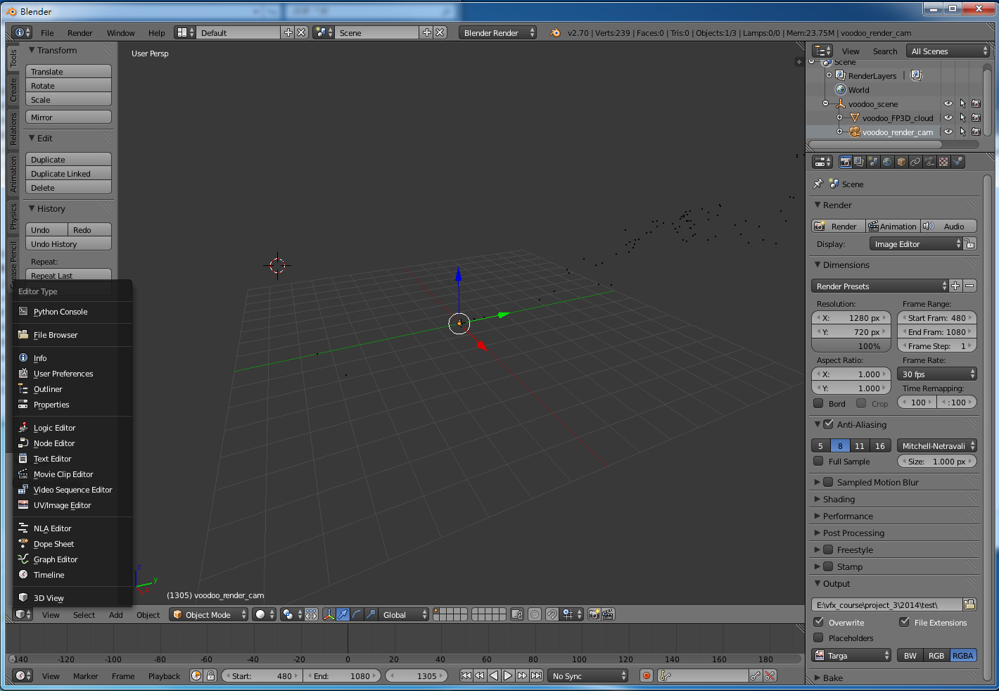 Blender
File Render Window Help Default Scene Blender Render v2.70 | Verts:239 | Faces:0 | Tris:0 | Objects:1/3 | Lamps:0/0 | Mem:23.75M | voodoo_render_cam
Tools
Create
Relations
Animation
Physics
Grease Pencil
Transform
Translate
Rotate
Scale
Mirror
Edit
Duplicate
Duplicate Linked
Delete
History
Undo Redo
Undo History
Repeat:
Repeat Last
Editor Type
Python Console
File Browser
Info
User Preferences
Outliner
Properties
Logic Editor
Node Editor
Text Editor
Movie Clip Editor
Video Sequence Editor
UV/Image Editor
NLA Editor
Dope Sheet
Graph Editor
Timeline
3D View
User Persp
z
y
x
(1305) voodoo_render_cam
View Select Add Object Object Mode Global
-140 -120 -100 -80 -60 -40 -20 0 20 40 60 80 100 120 140 160 180
View Marker Frame Playback Start: 480 End: 1080 1305 No Sync
View Search All Scenes
Scene
RenderLayers |
World
voodoo_scene
voodoo_FP3D_cloud
voodoo_render_cam
Scene
Render
Render Animation Audio
Display: Image Editor
Dimensions
Render Presets
Resolution: Frame Range:
X: 1280 px Start Fram: 480
Y: 720 px End Fram: 1080
100% Frame Step: 1
Aspect Ratio: Frame Rate:
X: 1.000 30 fps
Y: 1.000 Time Remapping:
Bord Crop 100 :100
Anti-Aliasing
5 8 11 16 Mitchell-Netravali
Full Sample Size: 1.000 px
Sampled Motion Blur
Shading
Performance
Post Processing
Freestyle
Stamp
Output
E:\vfx_course\project_3\2014\test\
Overwrite File Extensions
Placeholders
Targa BW RGB RGBA
Bake